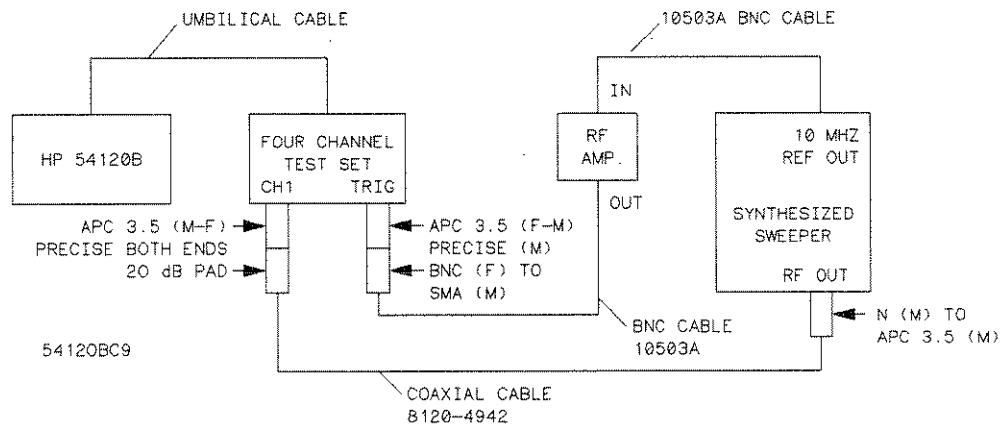 UMBILICAL CABLE
10503A BNC CABLE
HP 54120B
FOUR CHANNEL
TEST SET
CH1 TRIG
IN
RF
AMP.
OUT
10 MHZ
REF OUT
SYNTHESIZED
SWEEPER
RF OUT
APC 3.5 (M-F)
PRECISE BOTH ENDS
20 dB PAD
APC 3.5 (F-M)
PRECISE (M)
BNC (F) TO
SMA (M)
BNC CABLE
10503A
N (M) TO
APC 3.5 (M)
54120BC9
COAXIAL CABLE
8120-4942